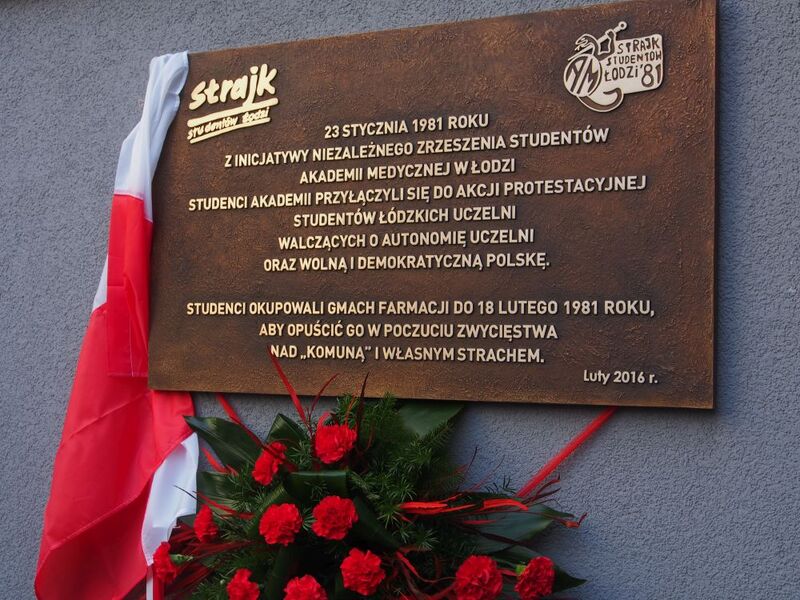 Strajk
studentów Łodzi
STRAJK
STUDENTÓW
ŁODZI '81
23 STYCZNIA 1981 ROKU
Z INICJATYWY NIEZALEŻNEGO ZRZESZENIA STUDENTÓW
AKADEMII MEDYCZNEJ W ŁODZI
STUDENCI AKADEMII PRZYŁĄCZYLI SIĘ DO AKCJI PROTESTACYJNEJ
STUDENTÓW ŁÓDZKICH UCZELNI
WALCZĄCYCH O AUTONOMIĘ UCZELNI
ORAZ WOLNĄ I DEMOKRATYCZNĄ POLSKĘ.
STUDENCI OKUPOWALI GMACH FARMACJI DO 18 LUTEGO 1981 ROKU,
ABY OPUŚCIĆ GO W POCZUCIU ZWYCIĘSTWA
NAD „KOMUNĄ” I WŁASNYM STRACHEM.
Luty 2016 r.